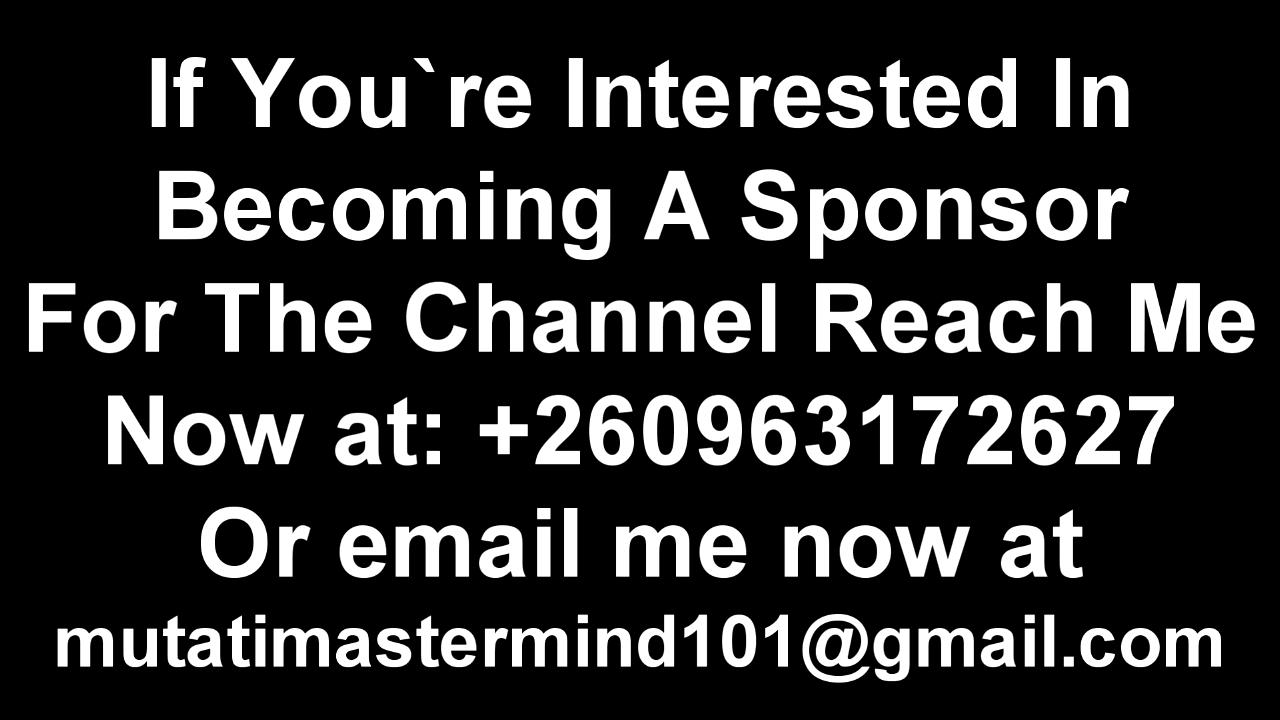 If You`re Interested In
Becoming A Sponsor
For The Channel Reach Me
Now at: +260963172627
Or email me now at
mutatimastermind101@gmail.com